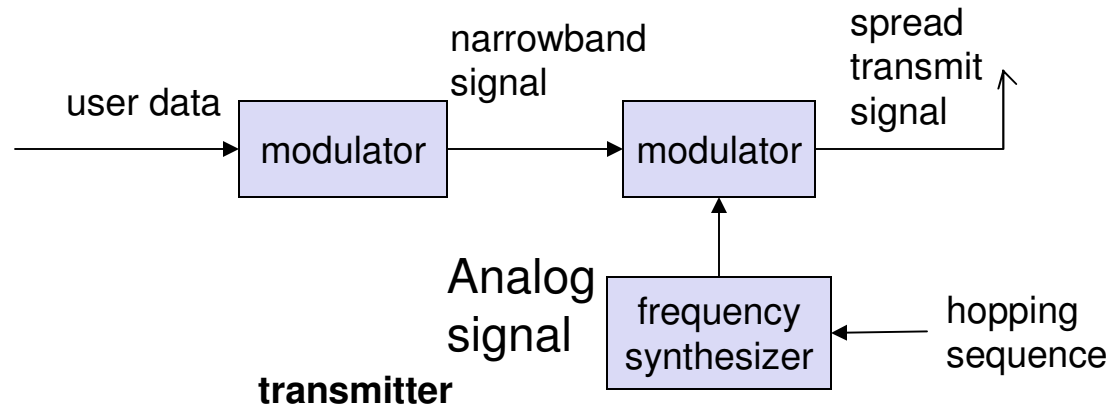 user data
modulator
narrowband
signal
modulator
spread
transmit
signal
Analog
signal
frequency
synthesizer
hopping
sequence
transmitter